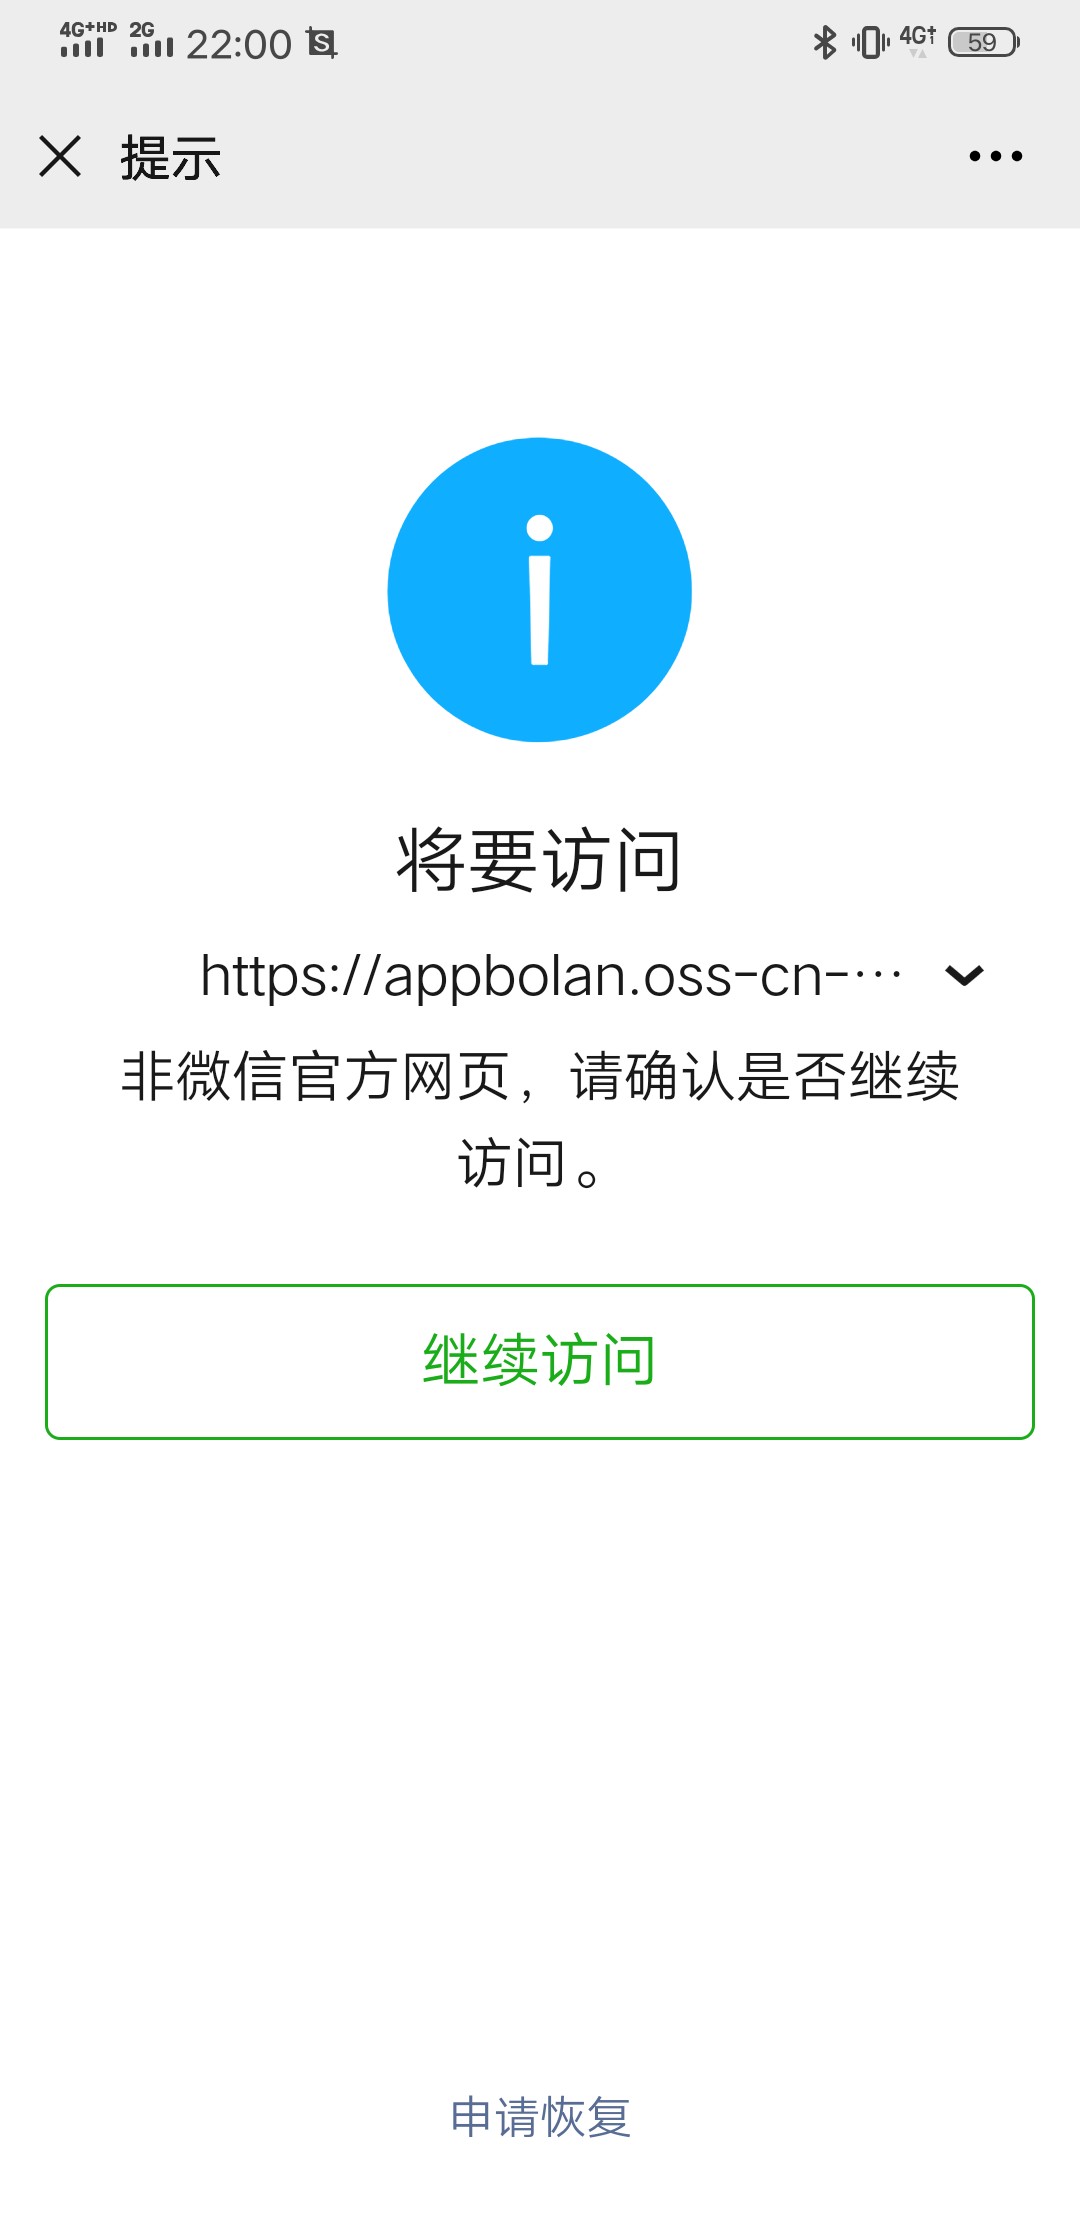 4G+HD 2G 22:00 S 4G+ 59
提示
将要访问
https://appbolan.oss-cn-···
非微信官方网页，请确认是否继续
访问。
继续访问
申请恢复